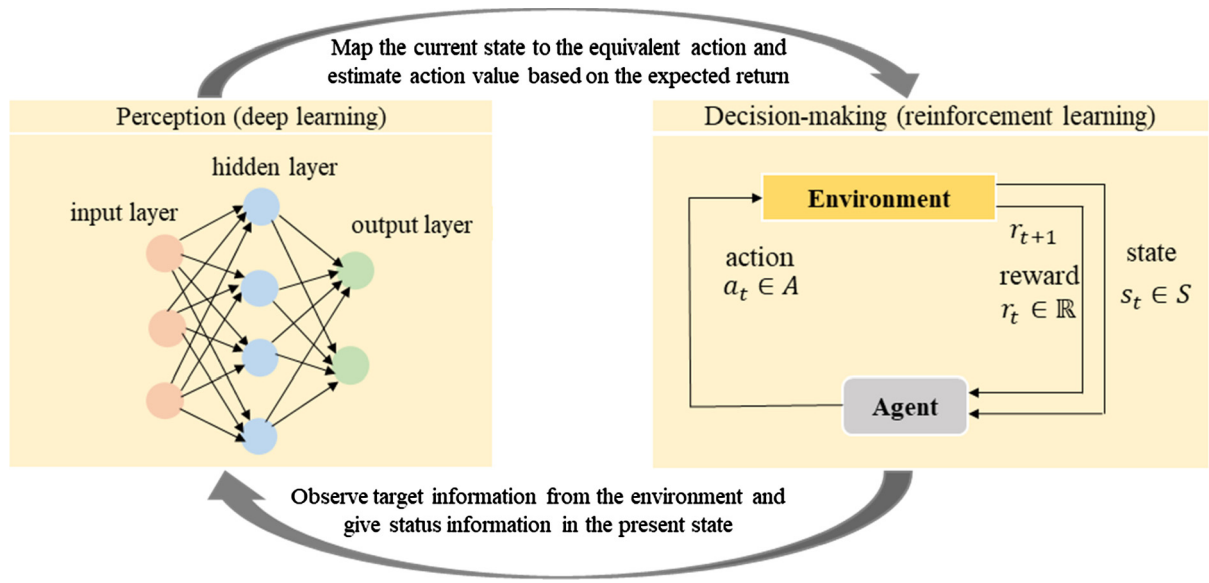 Map the current state to the equivalent action and
estimate action value based on the expected return
Perception (deep learning)
hidden layer
input layer
output layer
Decision-making (reinforcement learning)
Environment
action
a_t ∈ A
r_{t+1}
reward
r_t ∈ ℝ
state
s_t ∈ S
Agent
Observe target information from the environment and
give status information in the present state